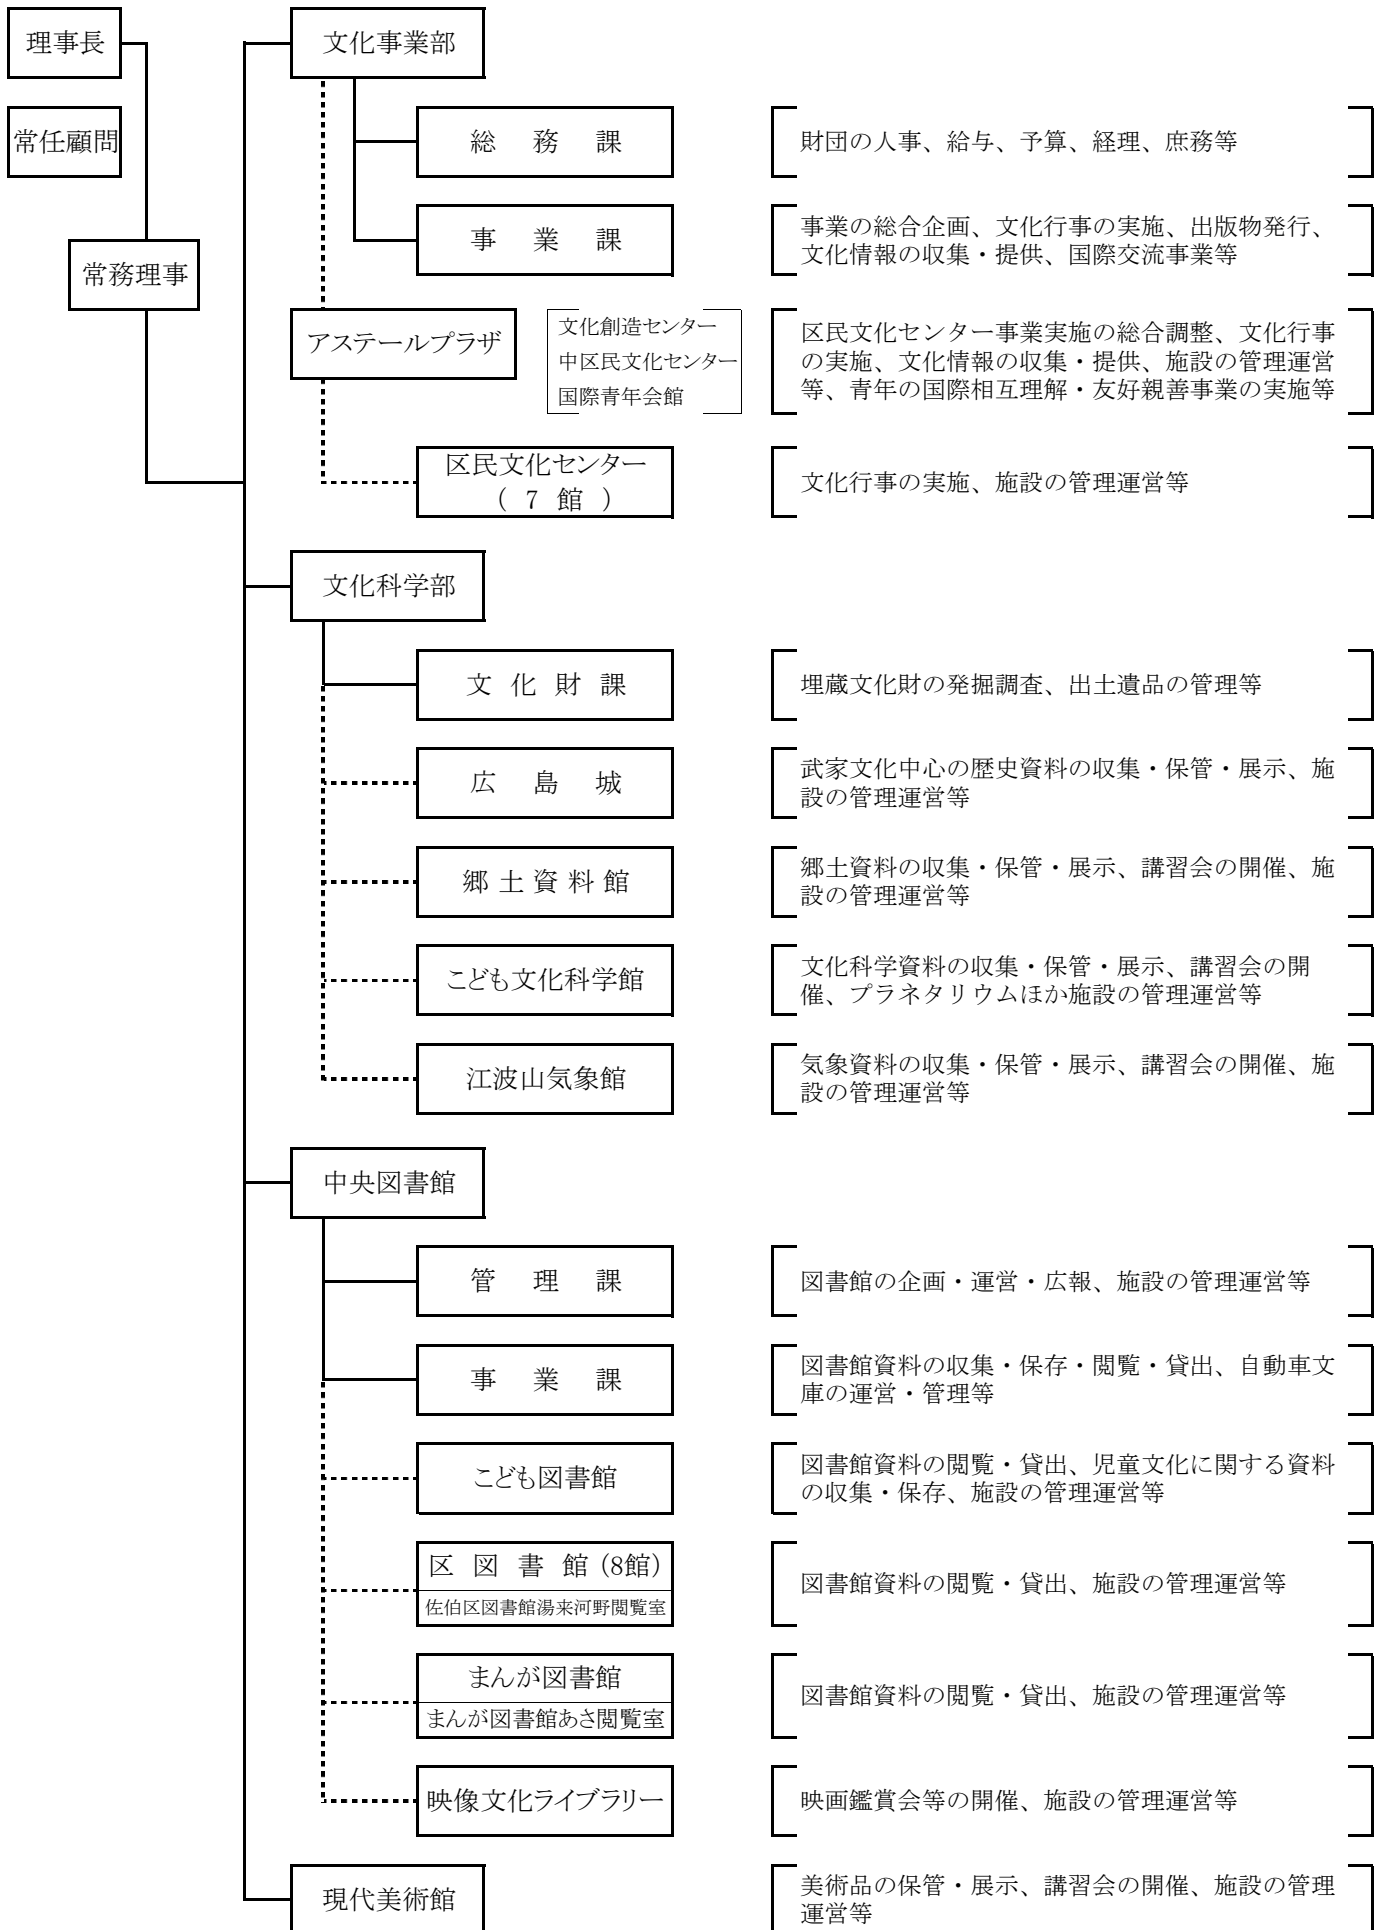 理事長
常任顧問
常務理事
文化事業部
総務課
財団の人事、給与、予算、経理、庶務等
事業課
事業の総合企画、文化行事の実施、出版物発行、
文化情報の収集・提供、国際交流事業等
アステールプラザ
文化創造センター
中区民文化センター
国際青年会館
区民文化センター事業実施の総合調整、文化行事
の実施、文化情報の収集・提供、施設の管理運営
等、青年の国際相互理解・友好親善事業の実施等
区民文化センター
(7館)
文化行事の実施、施設の管理運営等
文化科学部
文化財課
埋蔵文化財の発掘調査、出土遺品の管理等
広島城
武家文化中心の歴史資料の収集・保管・展示、施
設の管理運営等
郷土資料館
郷土資料の収集・保管・展示、講習会の開催、施
設の管理運営等
こども文化科学館
文化科学資料の収集・保管・展示、講習会の開
催、プラネタリウムほか施設の管理運営等
江波山気象館
気象資料の収集・保管・展示、講習会の開催、施
設の管理運営等
中央図書館
管理課
図書館の企画・運営・広報、施設の管理運営等
事業課
図書館資料の収集・保存・閲覧・貸出、自動車文
庫の運営・管理等
こども図書館
図書館資料の閲覧・貸出、児童文化に関する資料
の収集・保存、施設の管理運営等
区図書館(8館)
佐伯区図書館湯来河野閲覧室
図書館資料の閲覧・貸出、施設の管理運営等
まんが図書館
まんが図書館あさ閲覧室
図書館資料の閲覧・貸出、施設の管理運営等
映像文化ライブラリー
映画鑑賞会等の開催、施設の管理運営等
現代美術館
美術品の保管・展示、講習会の開催、施設の管理
運営等